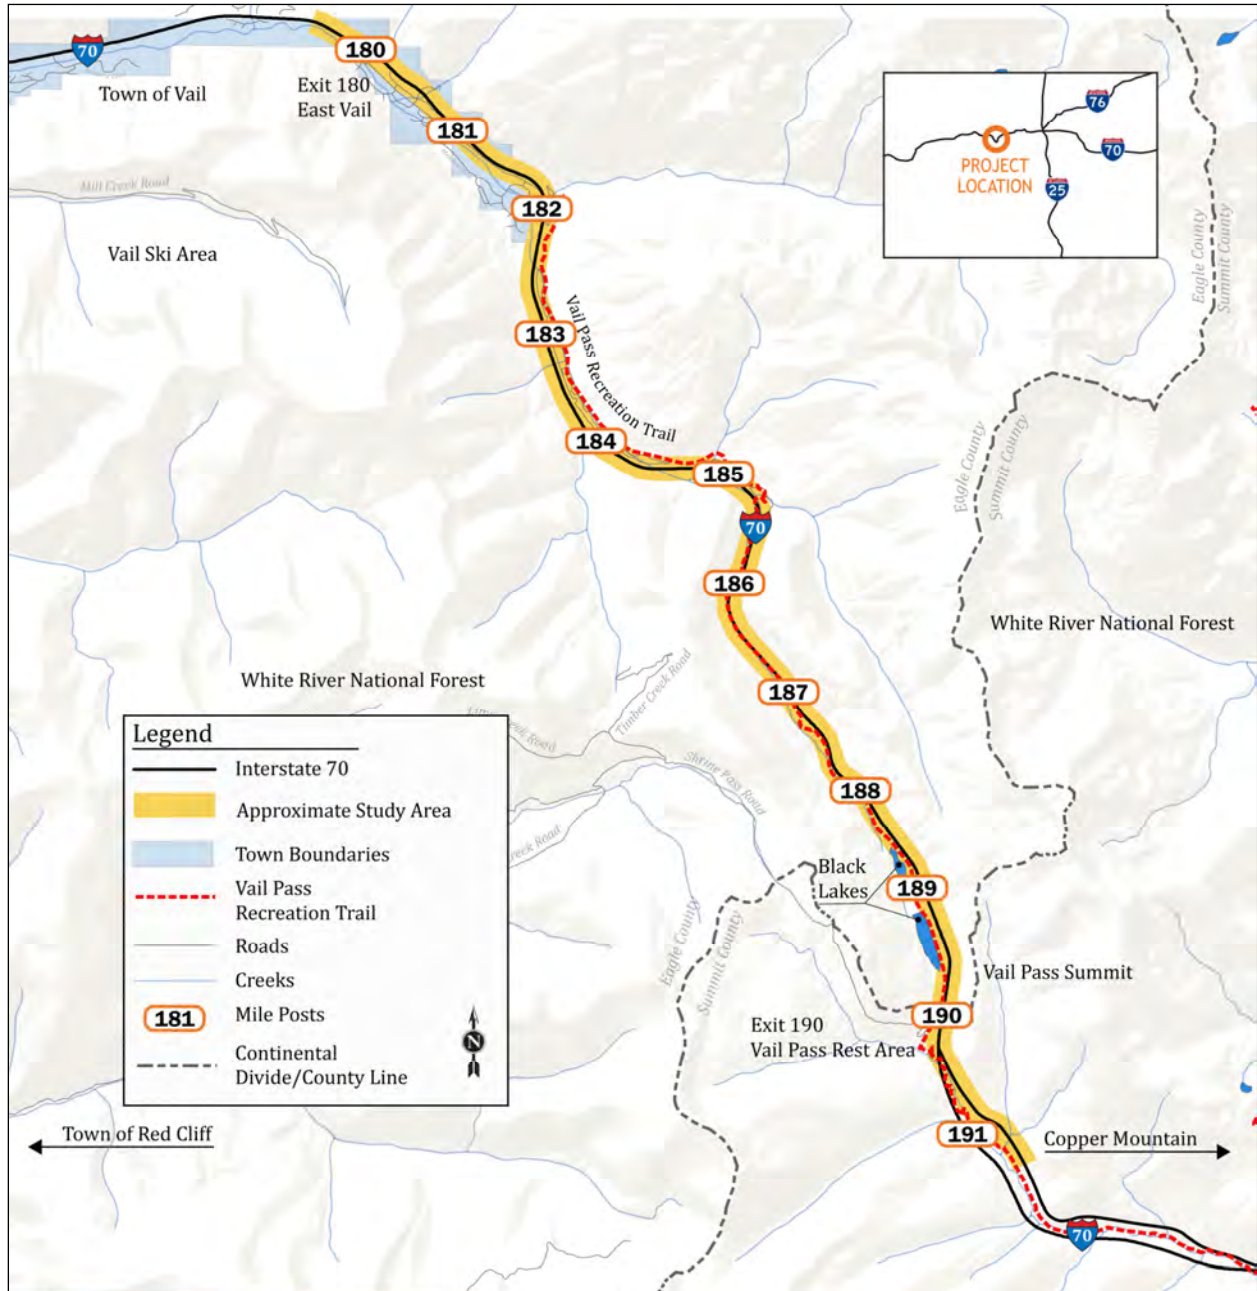 70
180
Town of Vail
Exit 180
East Vail
181
Mill Creek Road
182
Vail Ski Area
76
70
25
PROJECT
LOCATION
Eagle County
Summit County
183
Vail Pass Recreation Trail
184
185
70
Eagle County
Summit County
186
White River National Forest
White River National Forest
187
Timber Creek Road
Creek Road
Shrine Pass Road
188
Creek Road
Black
Lakes
189
Eagle County
Summit County
Vail Pass Summit
190
Exit 190
Vail Pass Rest Area
191
Copper Mountain
70
Town of Red Cliff
Legend
Interstate 70
Approximate Study Area
Town Boundaries
Vail Pass
Recreation Trail
Roads
Creeks
181
Mile Posts
Continental
Divide/County Line
N